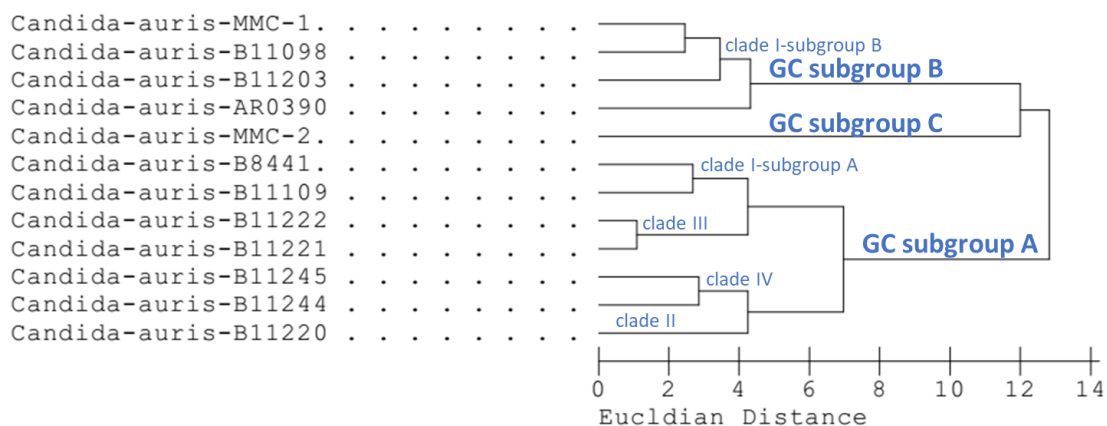 Candida-auris-MMC-1. . . . . . . . .
Candida-auris-B11098 . . . . . . . .
clade I-subgroup B
Candida-auris-B11203 . . . . . . . .
GC subgroup B
Candida-auris-AR0390 . . . . . . . .
GC subgroup C
Candida-auris-MMC-2. . . . . . . . .
Candida-auris-B8441. . . . . . . . .
clade I-subgroup A
Candida-auris-B11109 . . . . . . . .
Candida-auris-B11222 . . . . . . . .
clade III
Candida-auris-B11221 . . . . . . . .
GC subgroup A
Candida-auris-B11245 . . . . . . . .
clade IV
Candida-auris-B11244 . . . . . . . .
clade II
Candida-auris-B11220 . . . . . . . .
0 2 4 6 8 10 12 14
Eucldian Distance